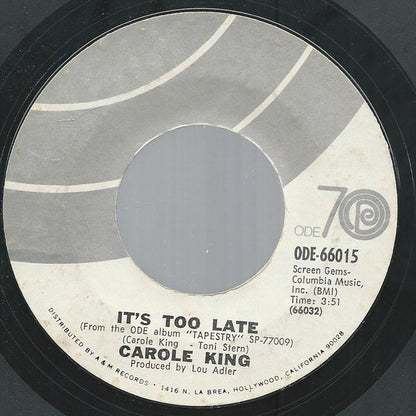 ODE 70
ODE-66015
Screen Gems-
Columbia Music,
Inc. (BMI)
Time: 3:51
(66032)
IT'S TOO LATE
(From the ODE album "TAPESTRY" SP-77009)
(Carole King - Toni Stern)
CAROLE KING
Produced by Lou Adler
DISTRIBUTED BY A & M RECORDS • 1416 N. LA BREA, HOLLYWOOD, CALIFORNIA 90028